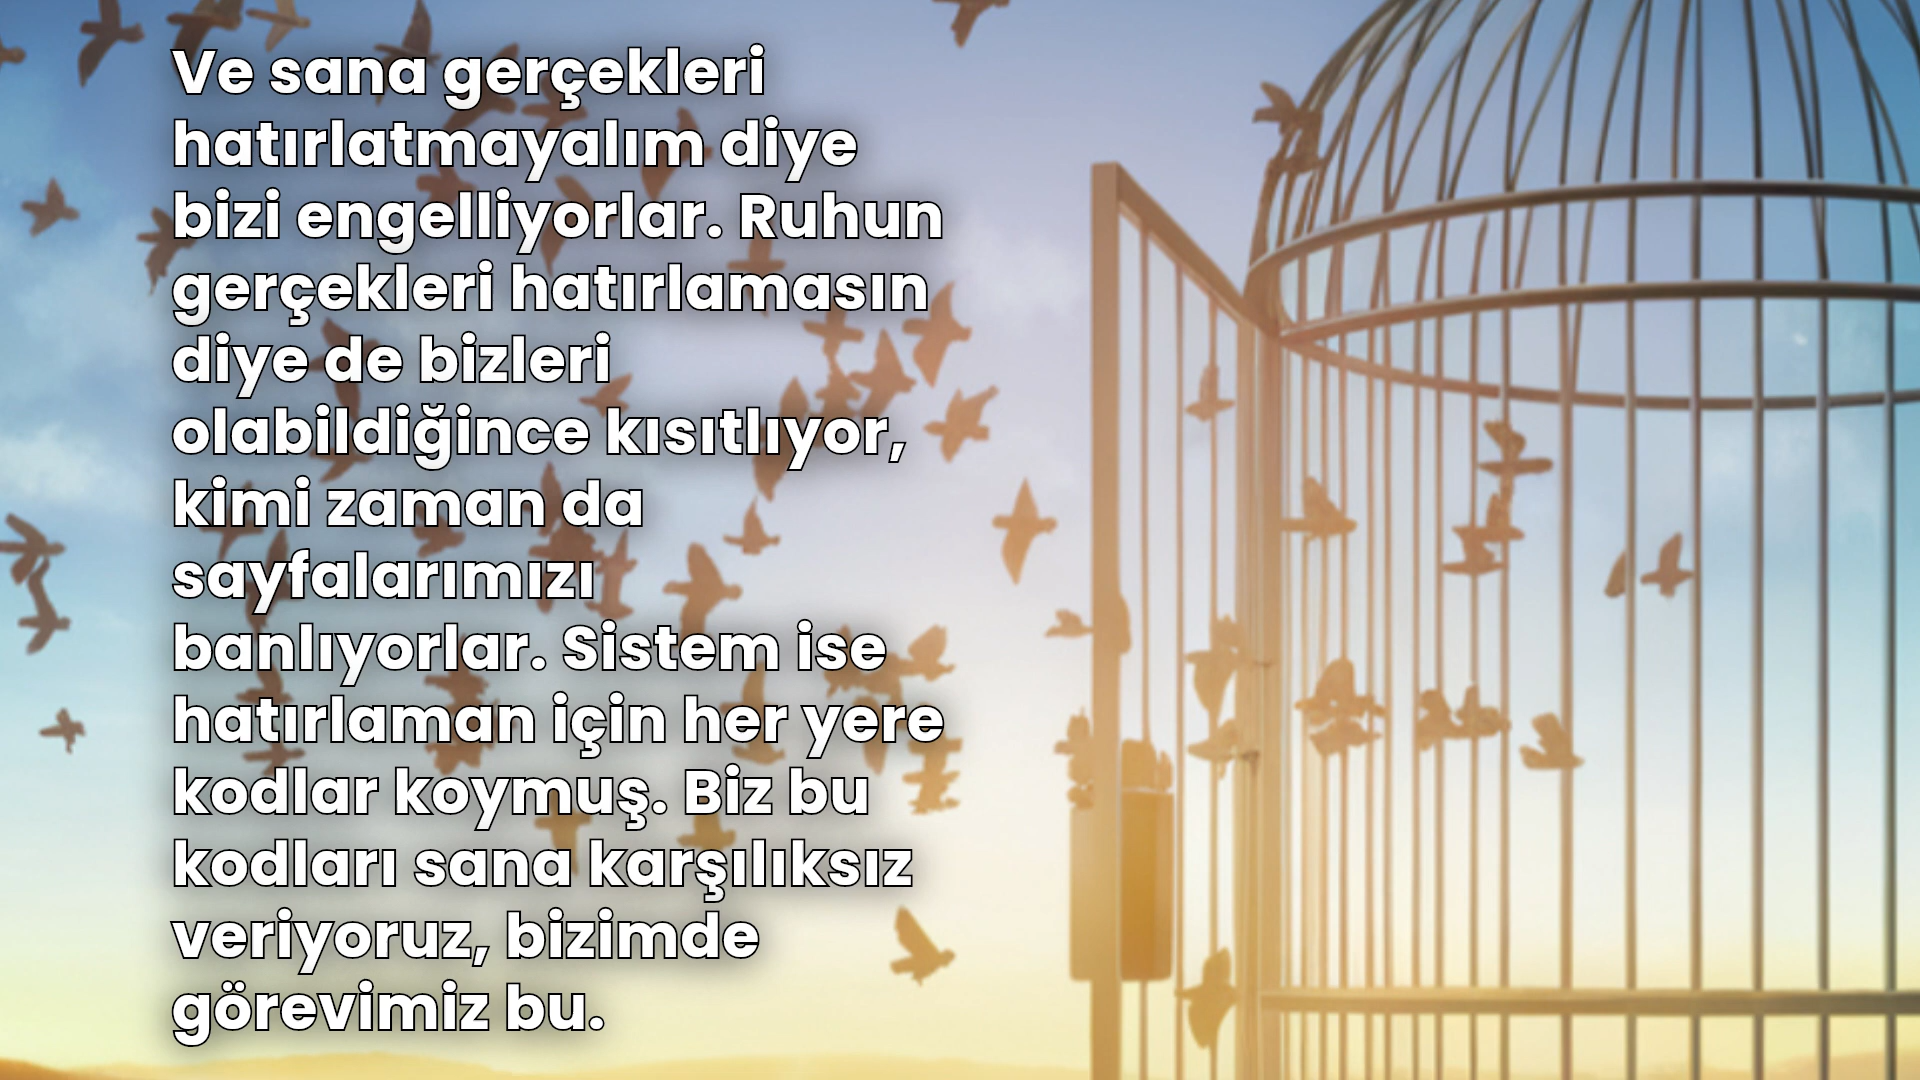 Ve sana gerçekleri
hatırlatmayalım diye
bizi engelliyorlar. Ruhun
gerçekleri hatırlamasın
diye de bizleri
olabildiğince kısıtlıyor,
kimi zaman da
sayfalarımızı
banlıyorlar. Sistem ise
hatırlaman için her yere
kodlar koymuş. Biz bu
kodları sana karşılıksız
veriyoruz, bizimde
görevimiz bu.